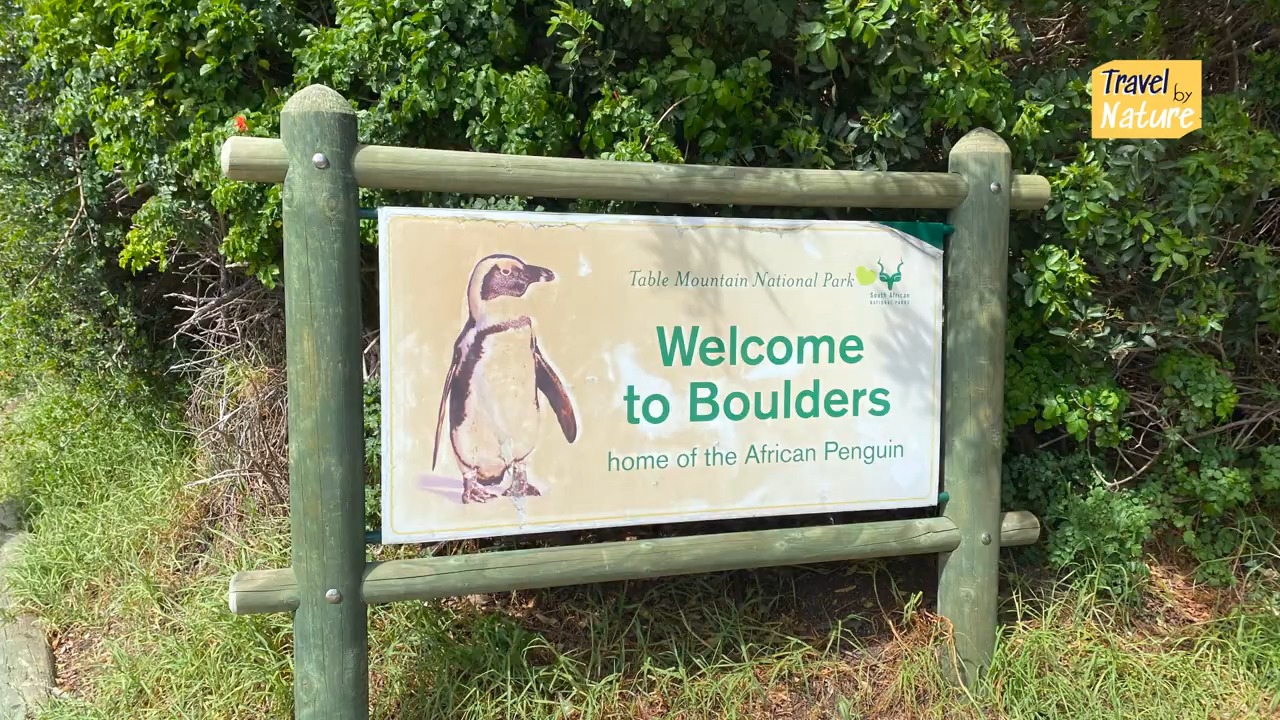 Travel by
Nature
Table Mountain National Park
South African
NATIONAL PARKS
Welcome
to Boulders
home of the African Penguin